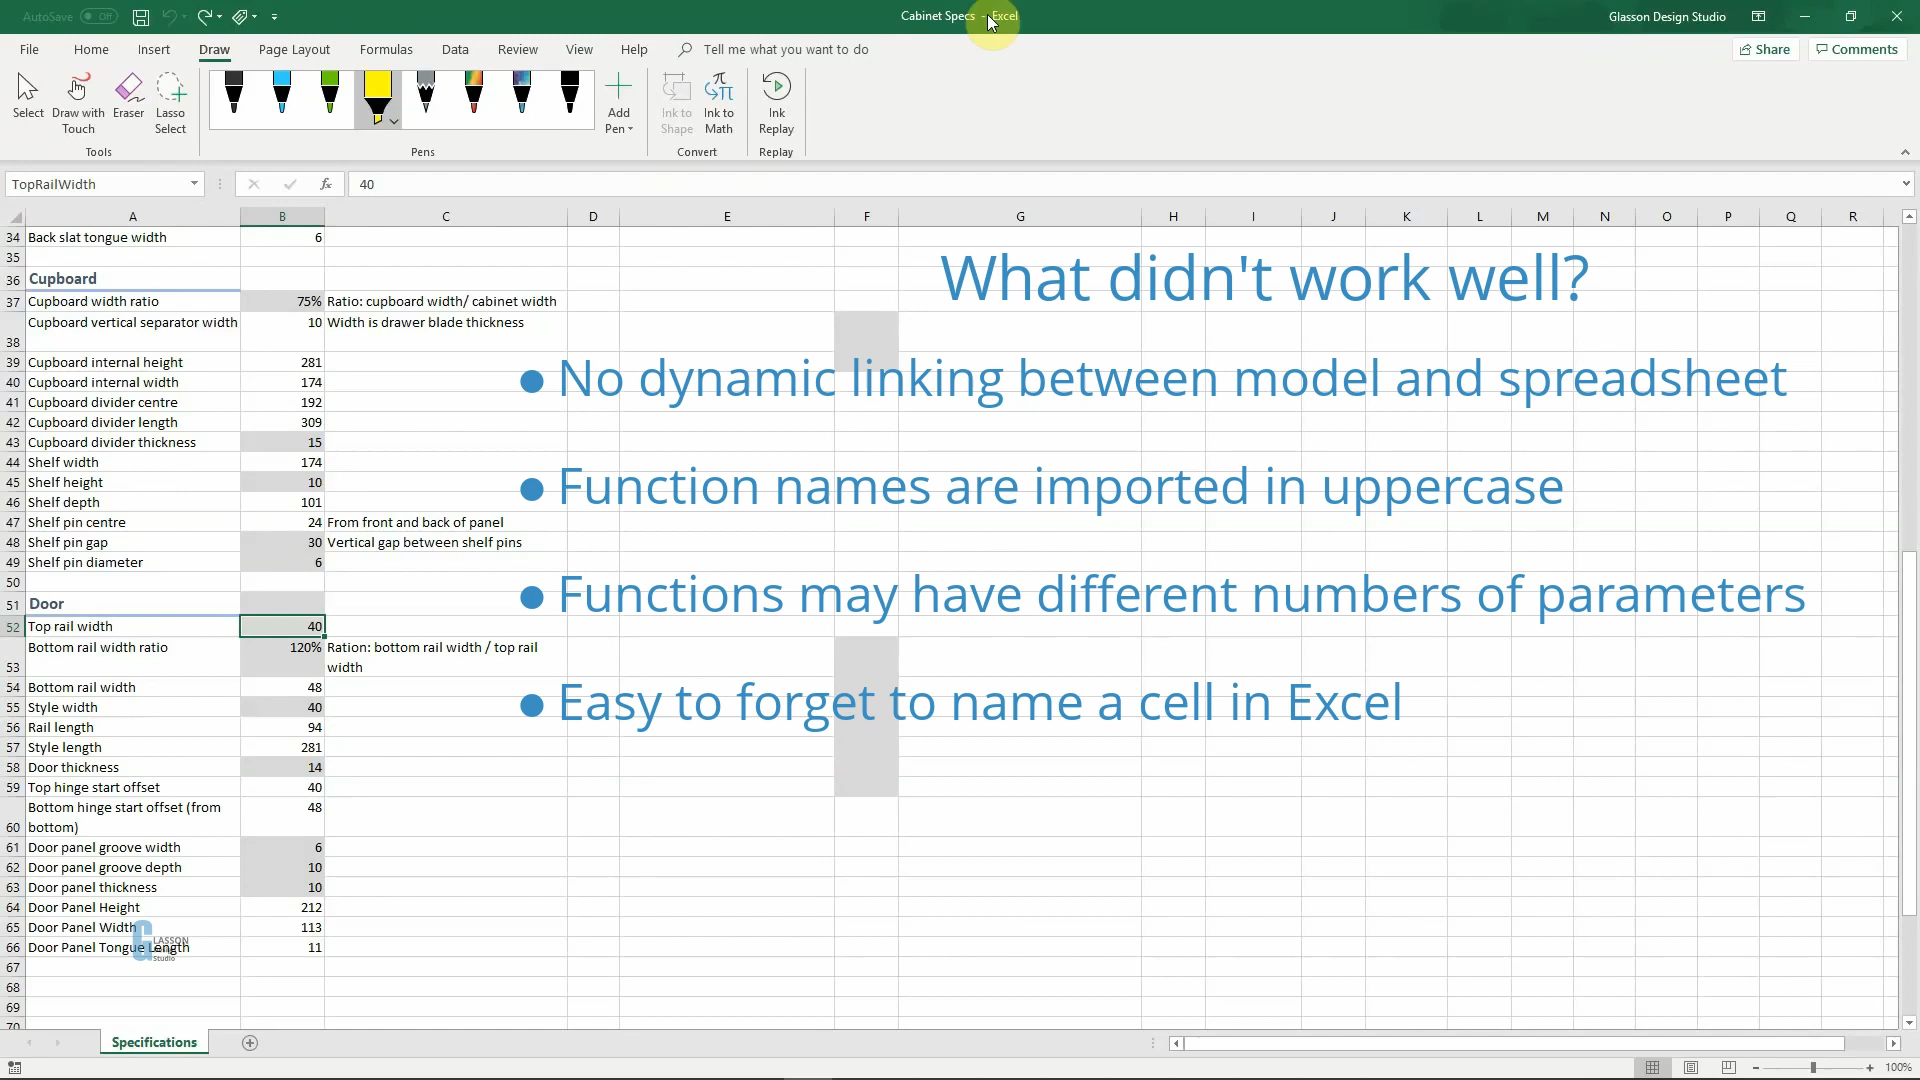 AutoSave Off
Cabinet Specs - Excel
Glasson Design Studio
File Home Insert Draw Page Layout Formulas Data Review View Help Tell me what you want to do
Share Comments
Select
Draw with Touch
Eraser
Lasso Select
Add Pen
Ink to Shape
Ink to Math
Ink Replay
Tools
Pens
Convert
Replay
TopRailWidth
fx
40
A B C D E F G H I J K L M N O P Q R
34 Back slat tongue width 6
35
36 Cupboard
37 Cupboard width ratio 75% Ratio: cupboard width/ cabinet width
38 Cupboard vertical separator width 10 Width is drawer blade thickness
39 Cupboard internal height 281
40 Cupboard internal width 174
41 Cupboard divider centre 192
42 Cupboard divider length 309
43 Cupboard divider thickness 15
44 Shelf width 174
45 Shelf height 10
46 Shelf depth 101
47 Shelf pin centre 24 From front and back of panel
48 Shelf pin gap 30 Vertical gap between shelf pins
49 Shelf pin diameter 6
50
51 Door
52 Top rail width 40
53 Bottom rail width ratio 120% Ration: bottom rail width / top rail
width
54 Bottom rail width 48
55 Style width 40
56 Rail length 94
57 Style length 281
58 Door thickness 14
59 Top hinge start offset 40
60 Bottom hinge start offset (from 48
bottom)
61 Door panel groove width 6
62 Door panel groove depth 10
63 Door panel thickness 10
64 Door Panel Height 212
65 Door Panel Width 113
66 Door Panel Tongue Length 11
67
68
69
70
What didn't work well?
● No dynamic linking between model and spreadsheet
● Function names are imported in uppercase
● Functions may have different numbers of parameters
● Easy to forget to name a cell in Excel
GLASSON
Studio
Specifications
100%